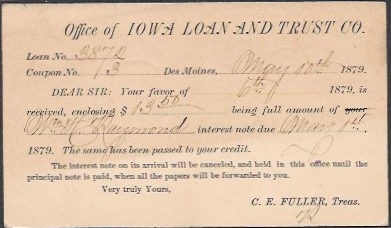 Office of IOWA LOAN AND TRUST CO.
Loan No. 3872
Coupon No. 13 Des Moines, May 10th 1879.
DEAR SIR: Your favor of 6th 1879, is
received, enclosing $13.50 being full amount of your
Wm H. Raymond interest note due May 1st
1879. The same has been passed to your credit.
The interest note on its arrival will be canceled, and held in this office until the
principal note is paid, when all the papers will be forwarded to you.
Very truly Yours,
C. E. FULLER, Treas.